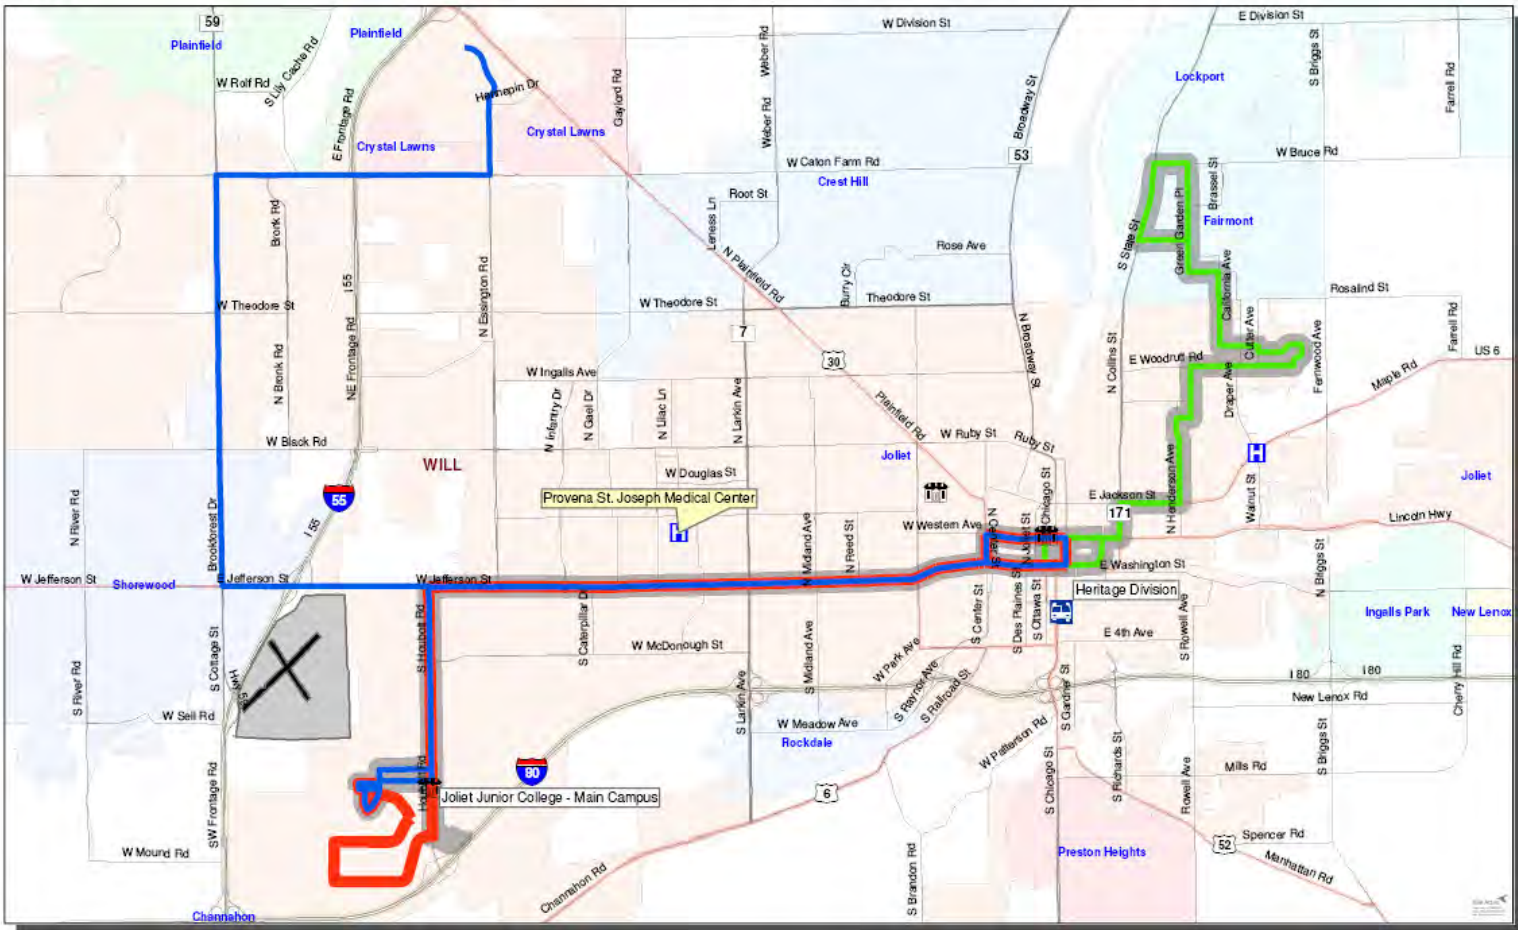 59
Plainfield
Plainfield
W Division St
E Division St
W Rolf Rd
S Lily Cache Rd
E Frontage Rd
Hennepin Dr
Gaylord Rd
Weber Rd
Weber Rd
Broadway St
Lockport
S Briggs St
Farrell Rd
Crystal Lawns
Crystal Lawns
53
W Caton Farm Rd
Crest Hill
W Bruce Rd
Root St
Leness Ln
Bronk Rd
Brassel St
Green Garden Pl
Fairmont
S State St
Rose Ave
N Plainfield Rd
Burry Cir
California Ave
I 55
N Essington Rd
W Theodore St
W Theodore St
Theodore St
Rosalind St
7
30
N Broadway St
N Collins St
E Woodruff Rd
Cutter Ave
Fernwood Ave
Farrell Rd
US 6
N Bronk Rd
NE Frontage Rd
W Ingalls Ave
Draper Ave
Maple Rd
N Infantry Dr
N Gael Dr
N Lilac Ln
N Larkin Ave
Plainfield Rd
W Black Rd
W Ruby St
Ruby St
Joliet
WILL
W Douglas St
H
Joliet
55
Provena St. Joseph Medical Center
Chicago St
E Jackson St
171
N Henderson Ave
Walnut St
Lincoln Hwy
N River Rd
Brookforest Dr
I 55
H
N Midland Ave
N Reed St
W Western Ave
N Center St
N Joliet St
E Washington St
W Jefferson St
Shorewood
E Jefferson St
W Jefferson St
S Caterpillar Dr
S Center St
S Des Plaines St
S Ottawa St
Heritage Division
S Rowell Ave
N Briggs St
Ingalls Park
New Lenox
S River Rd
S Cottage St
S Houbolt Rd
W McDonough St
S Midland Ave
E 4th Ave
W Park Ave
S Raynor Ave
S Railroad St
I 80
I 80
Cherry Hill Rd
New Lenox Rd
S Gardner St
S Larkin Ave
W Seil Rd
W Meadow Ave
Rockdale
W Patterson Rd
S Briggs St
80
Houbolt Rd
Joliet Junior College - Main Campus
6
S Chicago St
S Richards St
Rowell Ave
Mills Rd
SW Frontage Rd
W Mound Rd
Channahon Rd
S Brandon Rd
Preston Heights
52
Spencer Rd
Manhattan Rd
Channahon